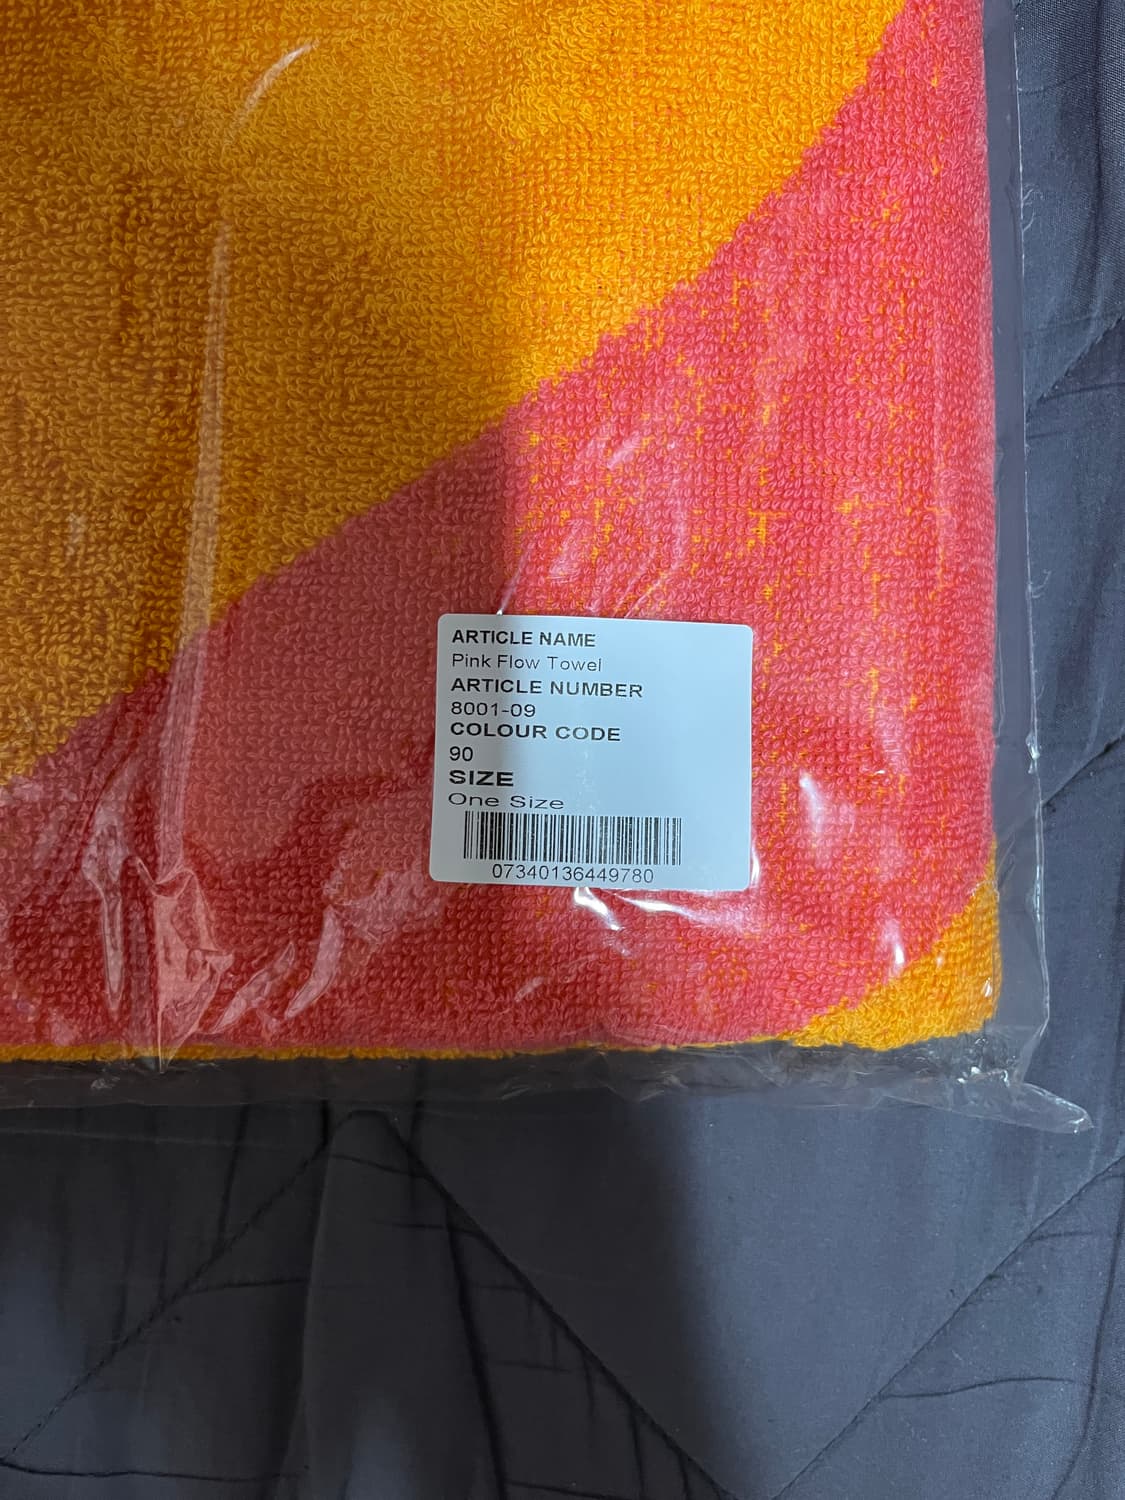 ARTICLE NAME
Pink Flow Towel
ARTICLE NUMBER
8001-09
COLOUR CODE
90
SIZE
One Size
07340136449780